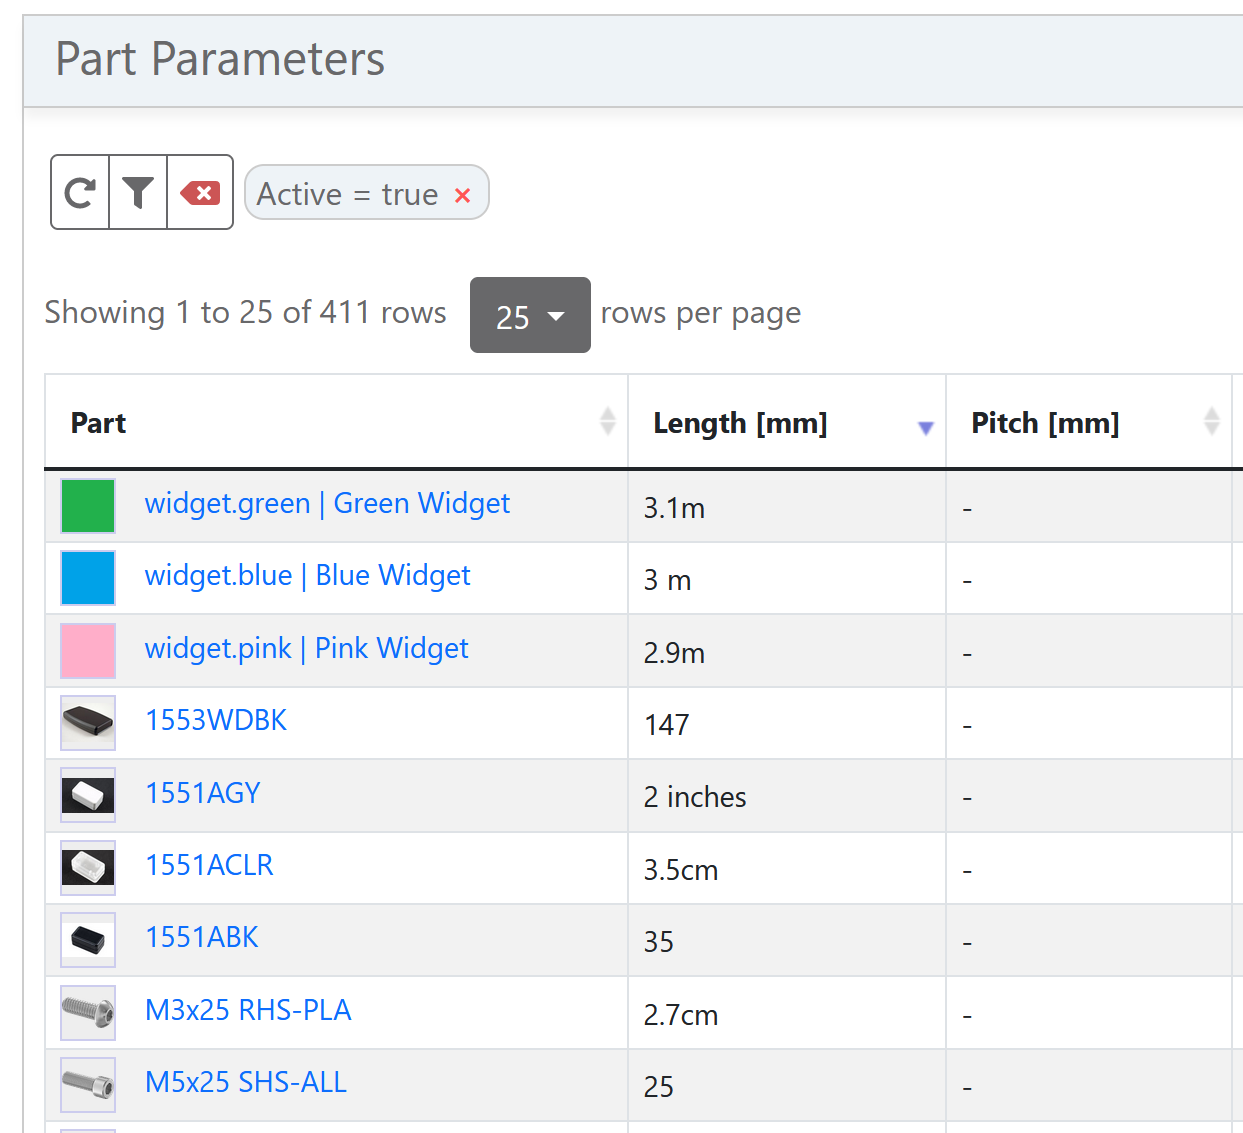 Part Parameters
Active = true ×
Showing 1 to 25 of 411 rows 25 rows per page
Part Length [mm] Pitch [mm]
widget.green | Green Widget 3.1m -
widget.blue | Blue Widget 3 m -
widget.pink | Pink Widget 2.9m -
1553WDBK 147 -
1551AGY 2 inches -
1551ACLR 3.5cm -
1551ABK 35 -
M3x25 RHS-PLA 2.7cm -
M5x25 SHS-ALL 25 -